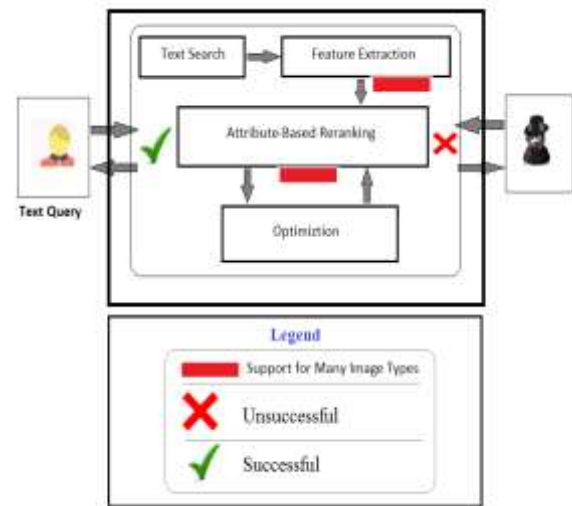 Text Search
Feature Extraction
Attribute-Based Reranking
Text Query
Optimiztion
Legend
Support for Many Image Types
Unsuccessful
Successful